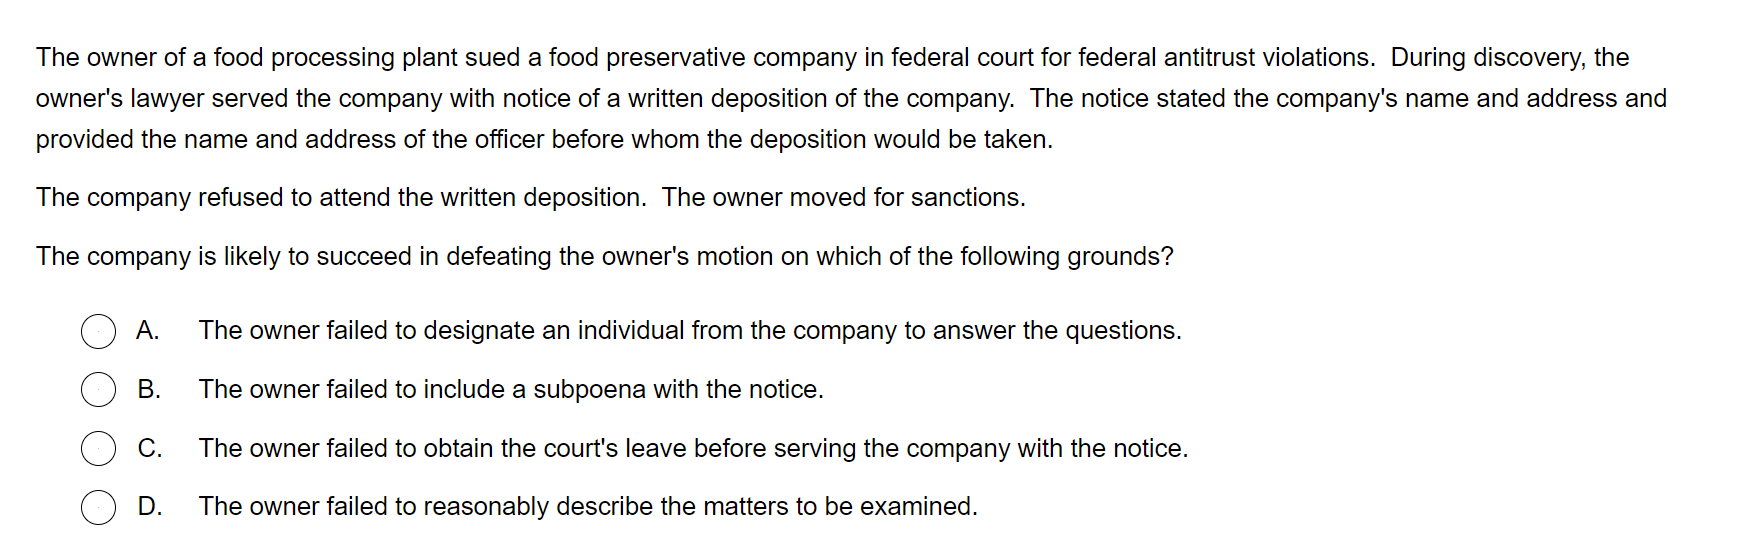 The owner of a food processing plant sued a food preservative company in federal court for federal antitrust violations.  During discovery, the
owner's lawyer served the company with notice of a written deposition of the company.  The notice stated the company's name and address and
provided the name and address of the officer before whom the deposition would be taken.
The company refused to attend the written deposition.  The owner moved for sanctions.
The company is likely to succeed in defeating the owner's motion on which of the following grounds?
A. The owner failed to designate an individual from the company to answer the questions.
B. The owner failed to include a subpoena with the notice.
C. The owner failed to obtain the court's leave before serving the company with the notice.
D. The owner failed to reasonably describe the matters to be examined.